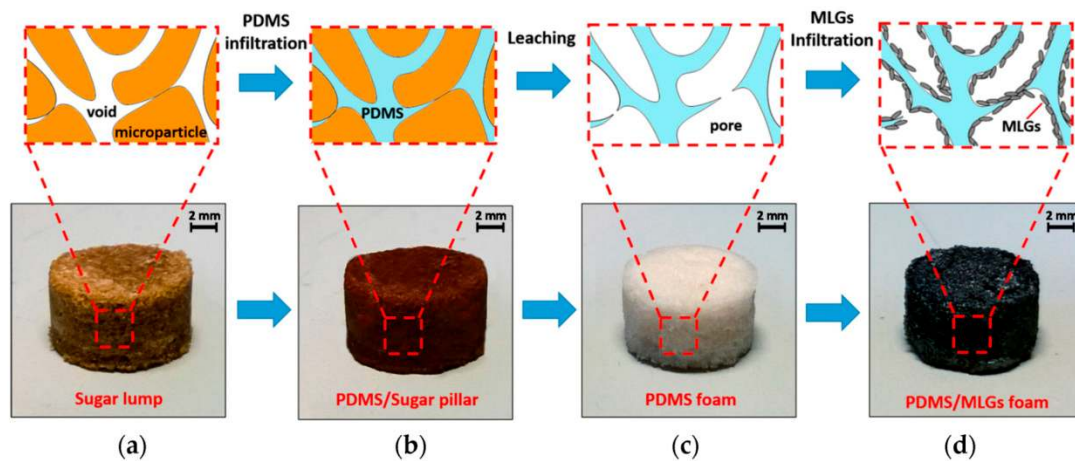 PDMS
infiltration
Leaching
MLGs
Infiltration
void
microparticle
PDMS
pore
MLGs
2 mm
2 mm
2 mm
2 mm
Sugar lump
PDMS/Sugar pillar
PDMS foam
PDMS/MLGs foam
(a)
(b)
(c)
(d)